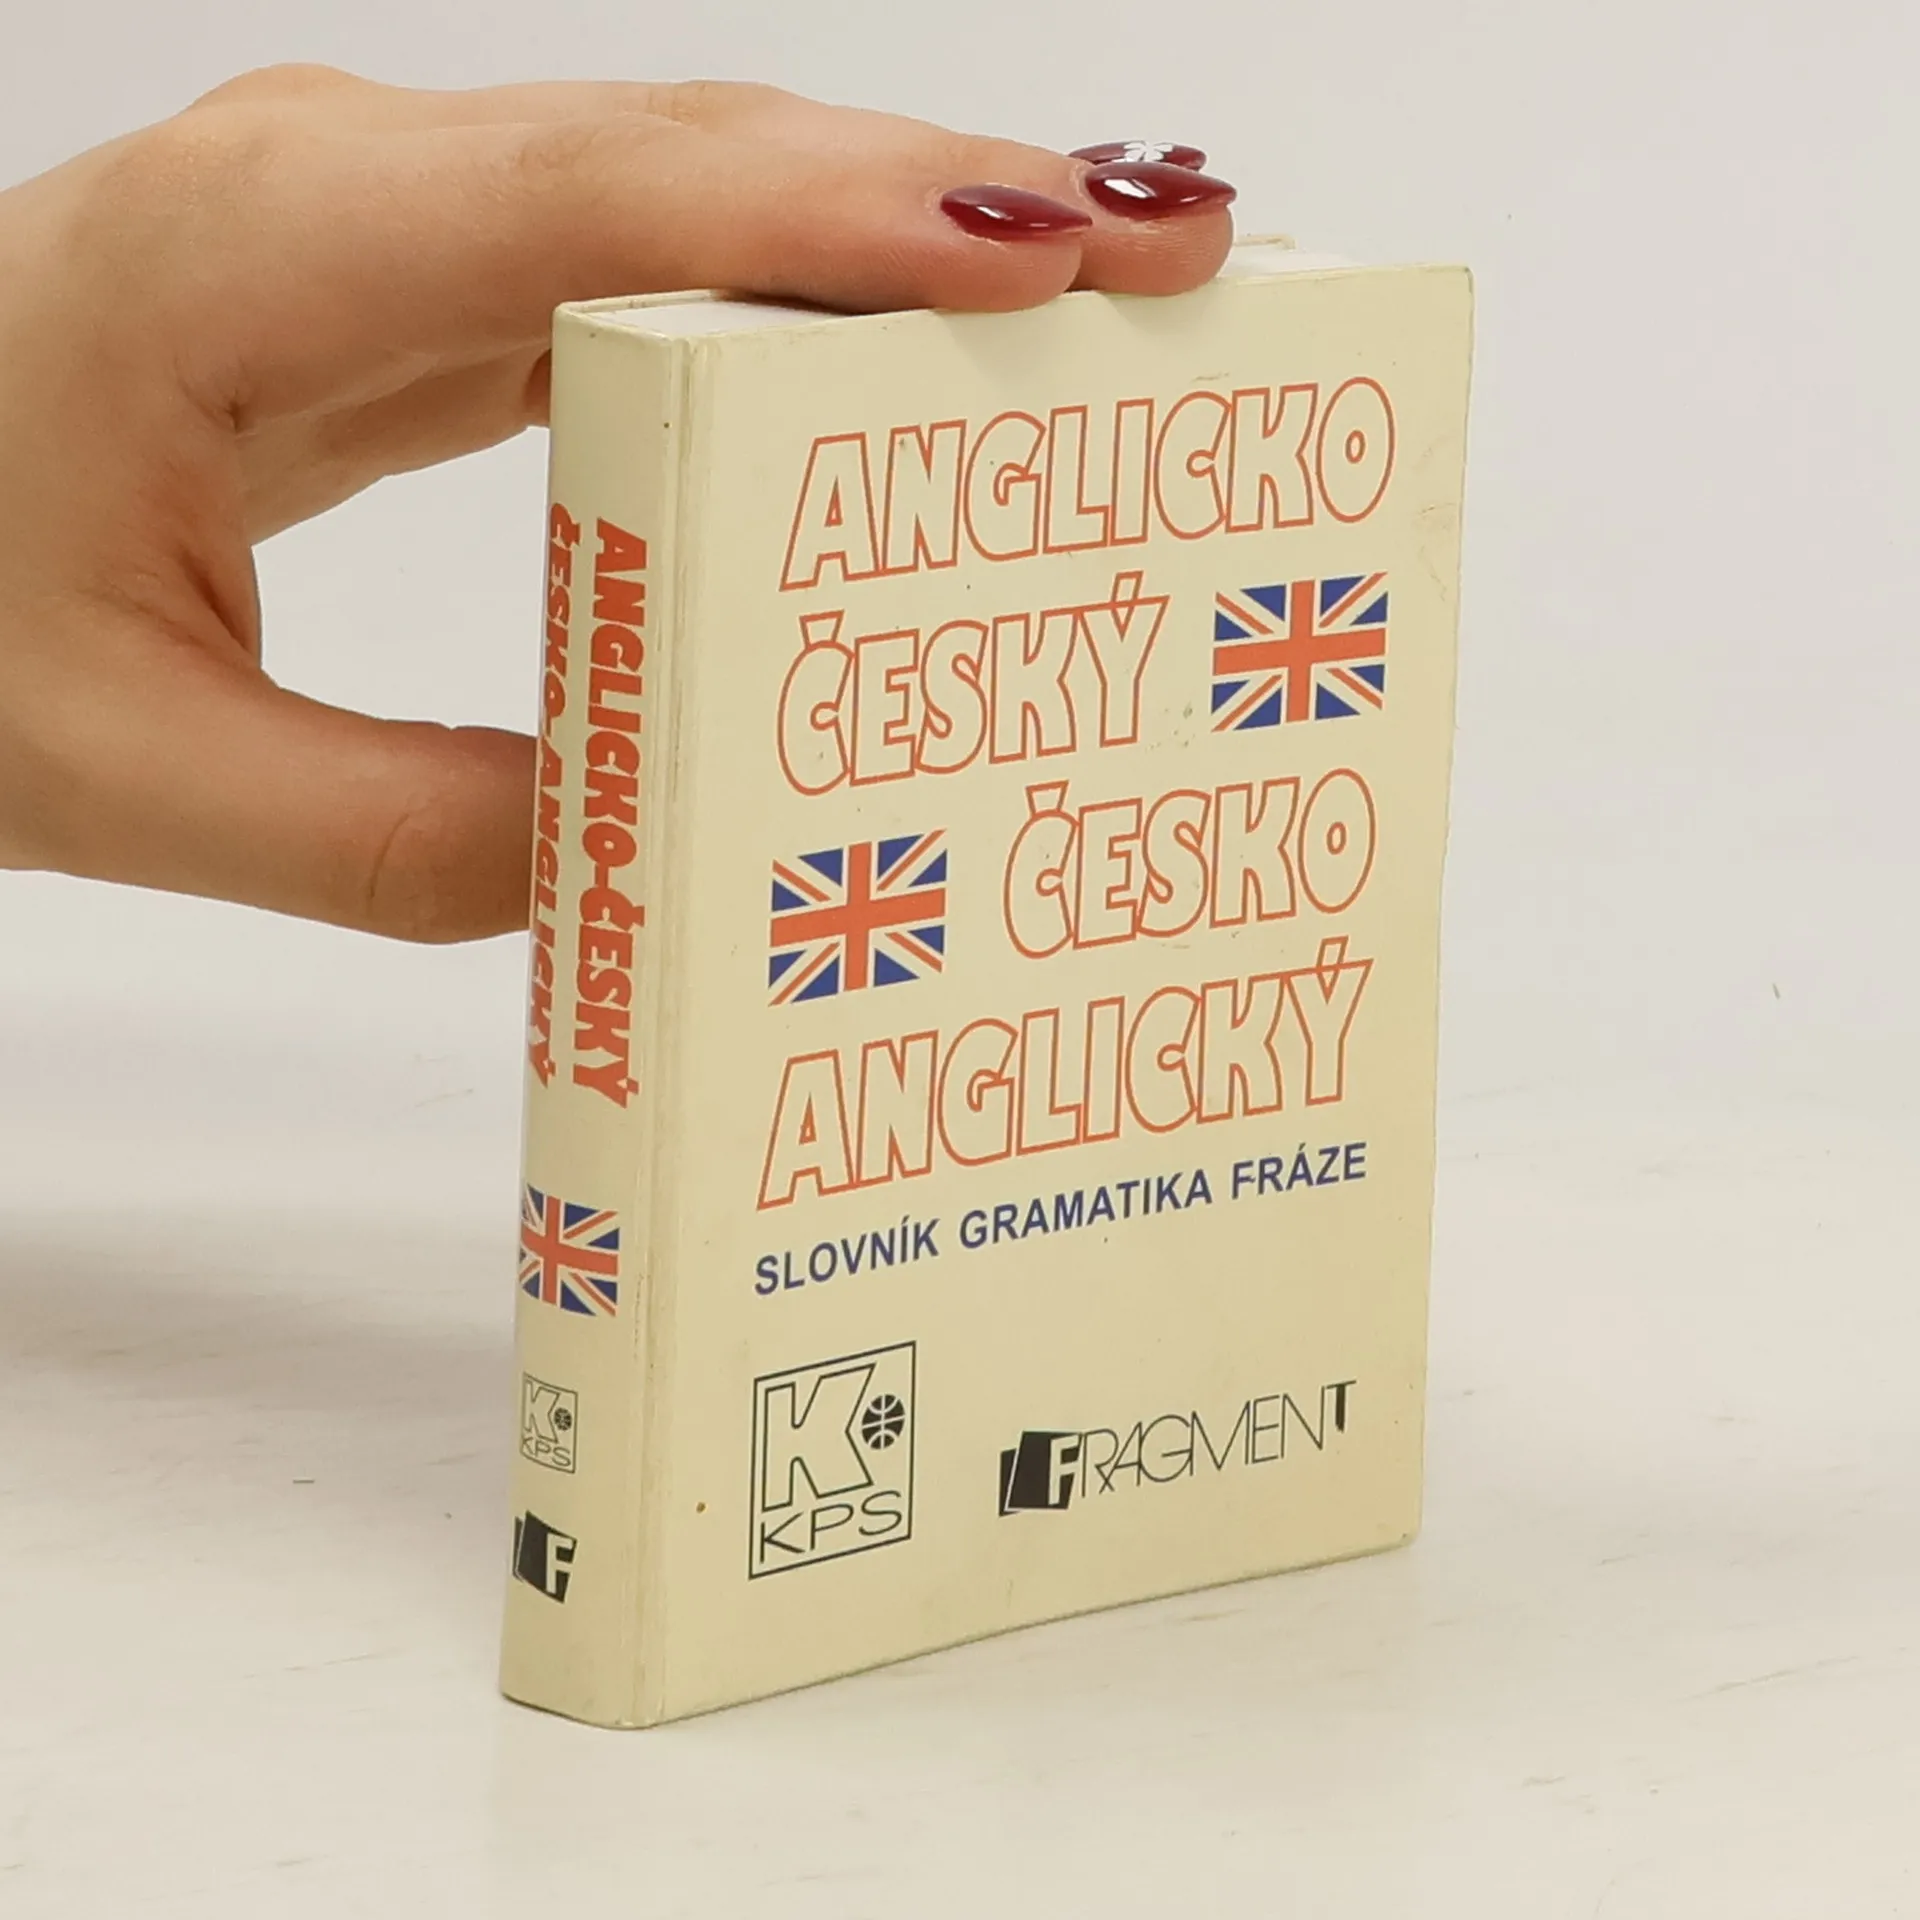 ANGLICKO-ČESKÝ
ČESKO-ANGLICKÝ
K
KPS
F
ANGLICKO
ČESKÝ
ČESKO
ANGLICKÝ
SLOVNÍK GRAMATIKA FRÁZE
K
KPS
FRAGMENT